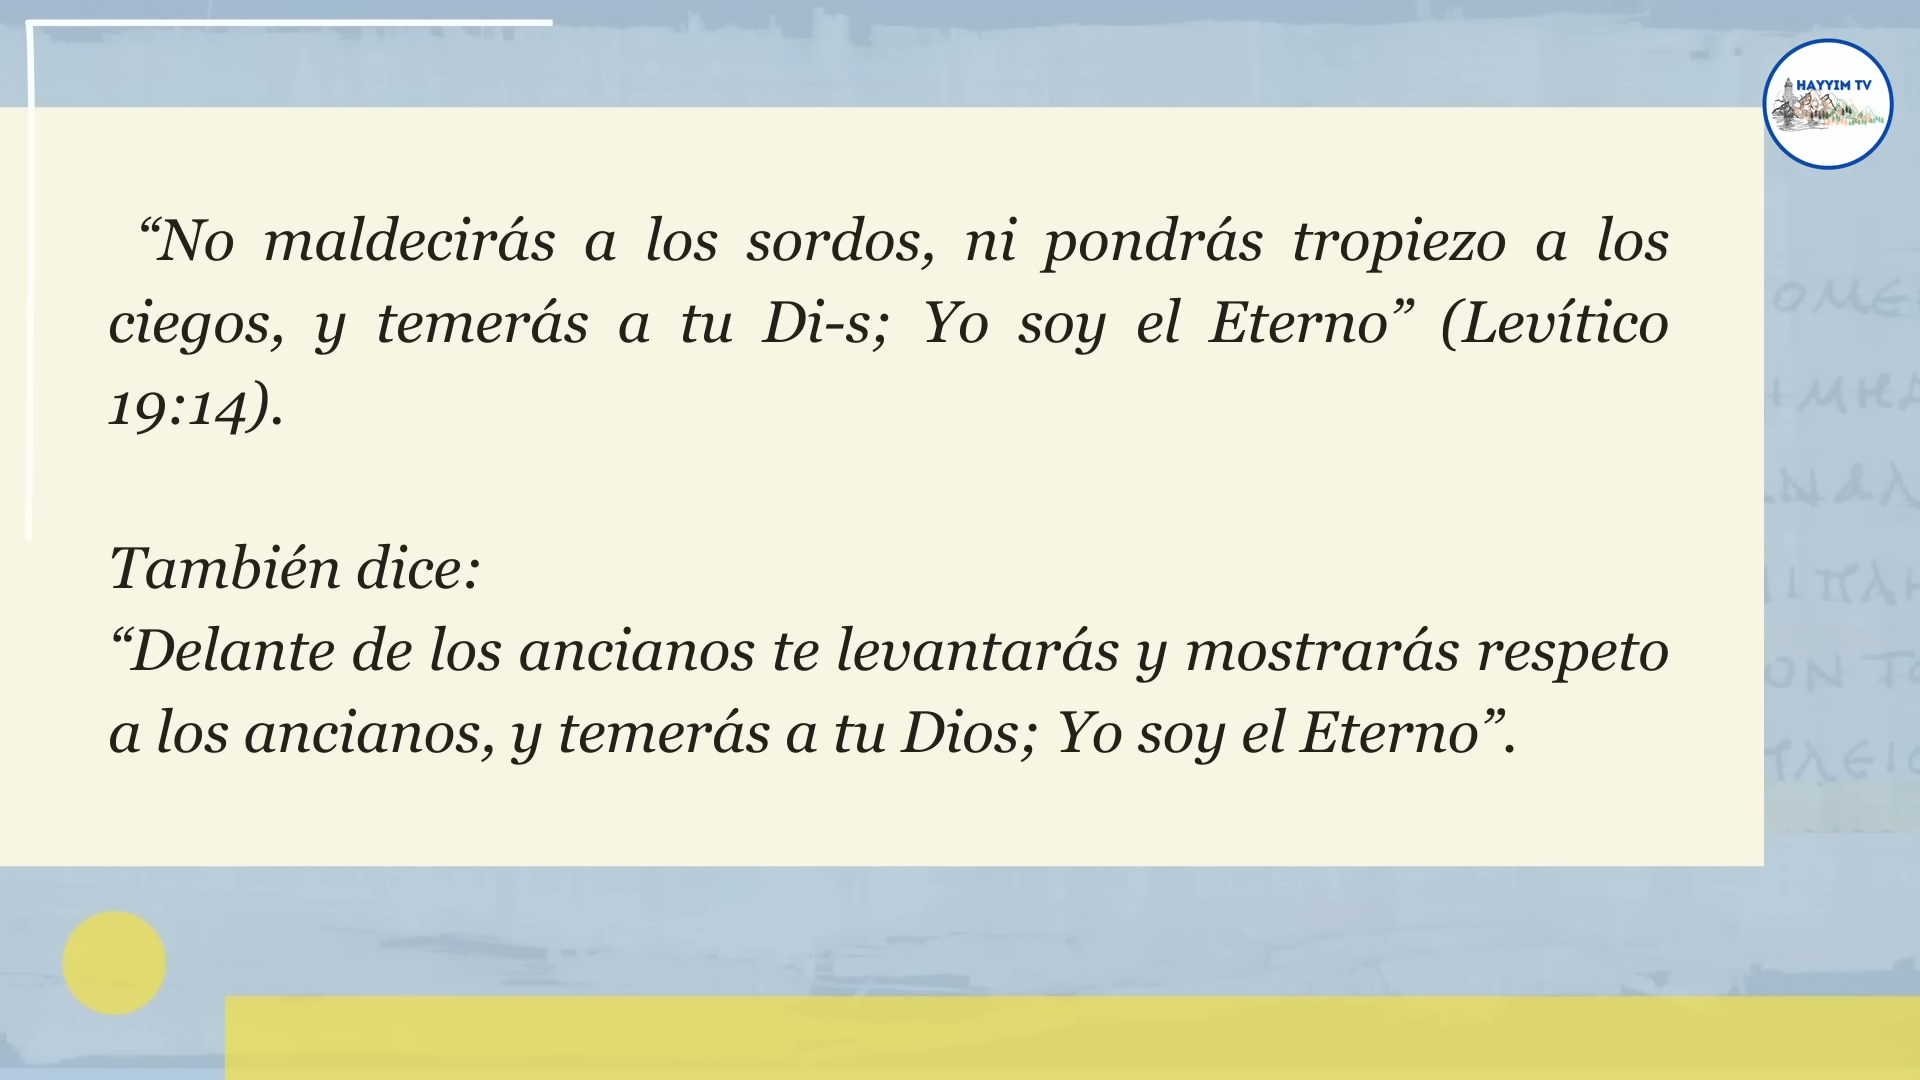 HAYYIM TV
“No maldecirás a los sordos, ni pondrás tropiezo a los
ciegos, y temerás a tu Di-s; Yo soy el Eterno” (Levítico
19:14).
También dice:
“Delante de los ancianos te levantarás y mostrarás respeto
a los ancianos, y temerás a tu Dios; Yo soy el Eterno”.